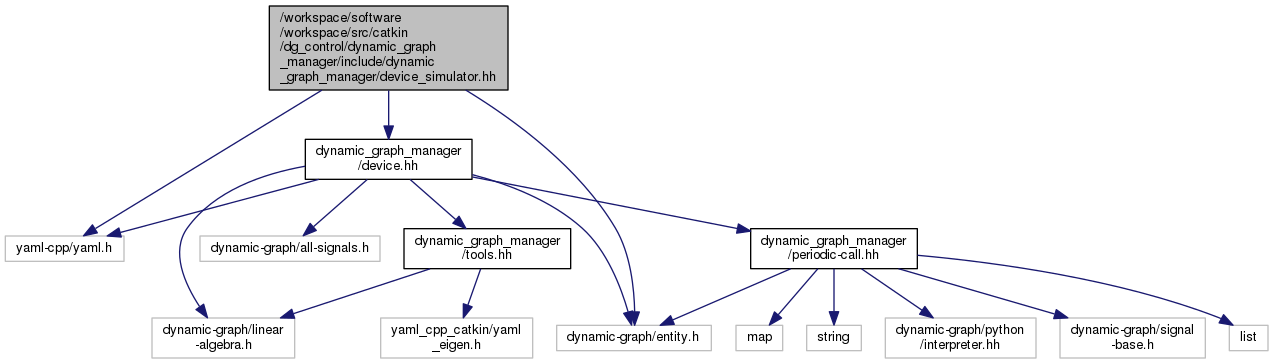 /workspace/software
/workspace/src/catkin
/dg_control/dynamic_graph
_manager/include/dynamic
_graph_manager/device_simulator.hh
dynamic_graph_manager
/device.hh
yaml-cpp/yaml.h
dynamic-graph/all-signals.h
dynamic_graph_manager
/tools.hh
dynamic_graph_manager
/periodic-call.hh
dynamic-graph/linear
-algebra.h
yaml_cpp_catkin/yaml
_eigen.h
dynamic-graph/entity.h
map
string
dynamic-graph/python
/interpreter.hh
dynamic-graph/signal
-base.h
list